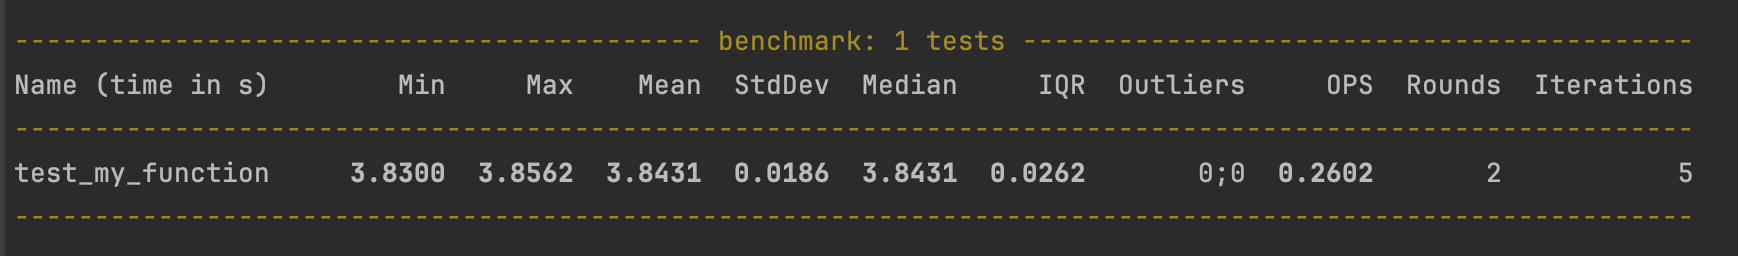 ------------------------------------------- benchmark: 1 tests ------------------------------------------
Name (time in s)        Min     Max    Mean  StdDev  Median     IQR  Outliers     OPS  Rounds  Iterations
---------------------------------------------------------------------------------------------------------
test_my_function     3.8300  3.8562  3.8431  0.0186  3.8431  0.0262       0;0  0.2602       2           5
---------------------------------------------------------------------------------------------------------